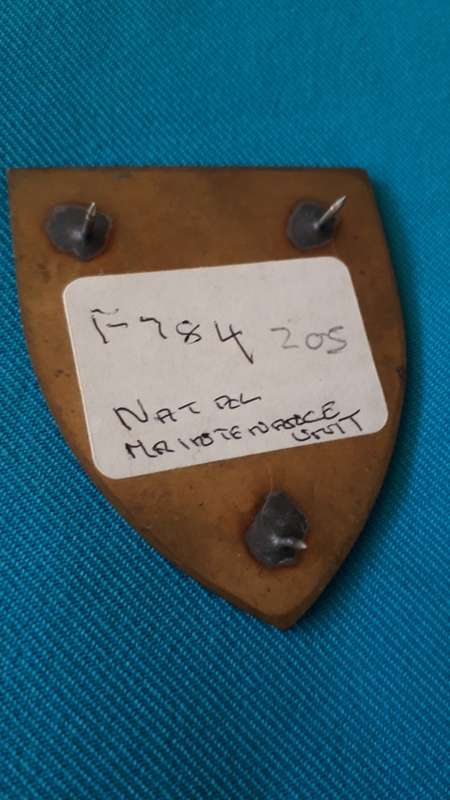 F-784 205
NATAL
MAINTENANCE
UNIT